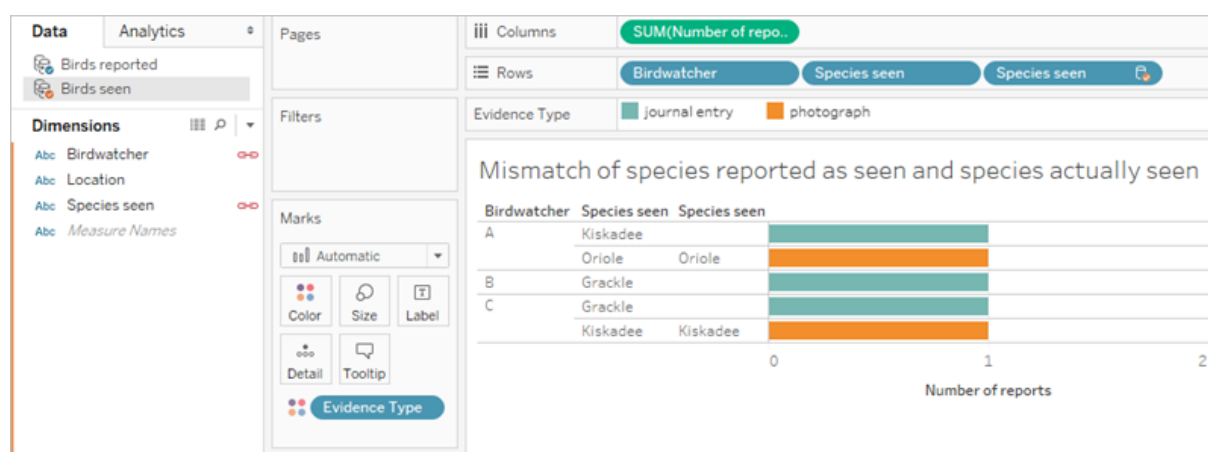 Data Analytics
Birds reported
Birds seen
Dimensions
Abc Birdwatcher
Abc Location
Abc Species seen
Abc Measure Names
Pages
Filters
Marks
Automatic
Color Size Label
Detail Tooltip
Evidence Type
Columns SUM(Number of repo..
Rows Birdwatcher Species seen Species seen
Evidence Type journal entry photograph
Mismatch of species reported as seen and species actually seen
Birdwatcher Species seen Species seen
A Kiskadee
Oriole Oriole
B Grackle
C Grackle
Kiskadee Kiskadee
0 1 2
Number of reports